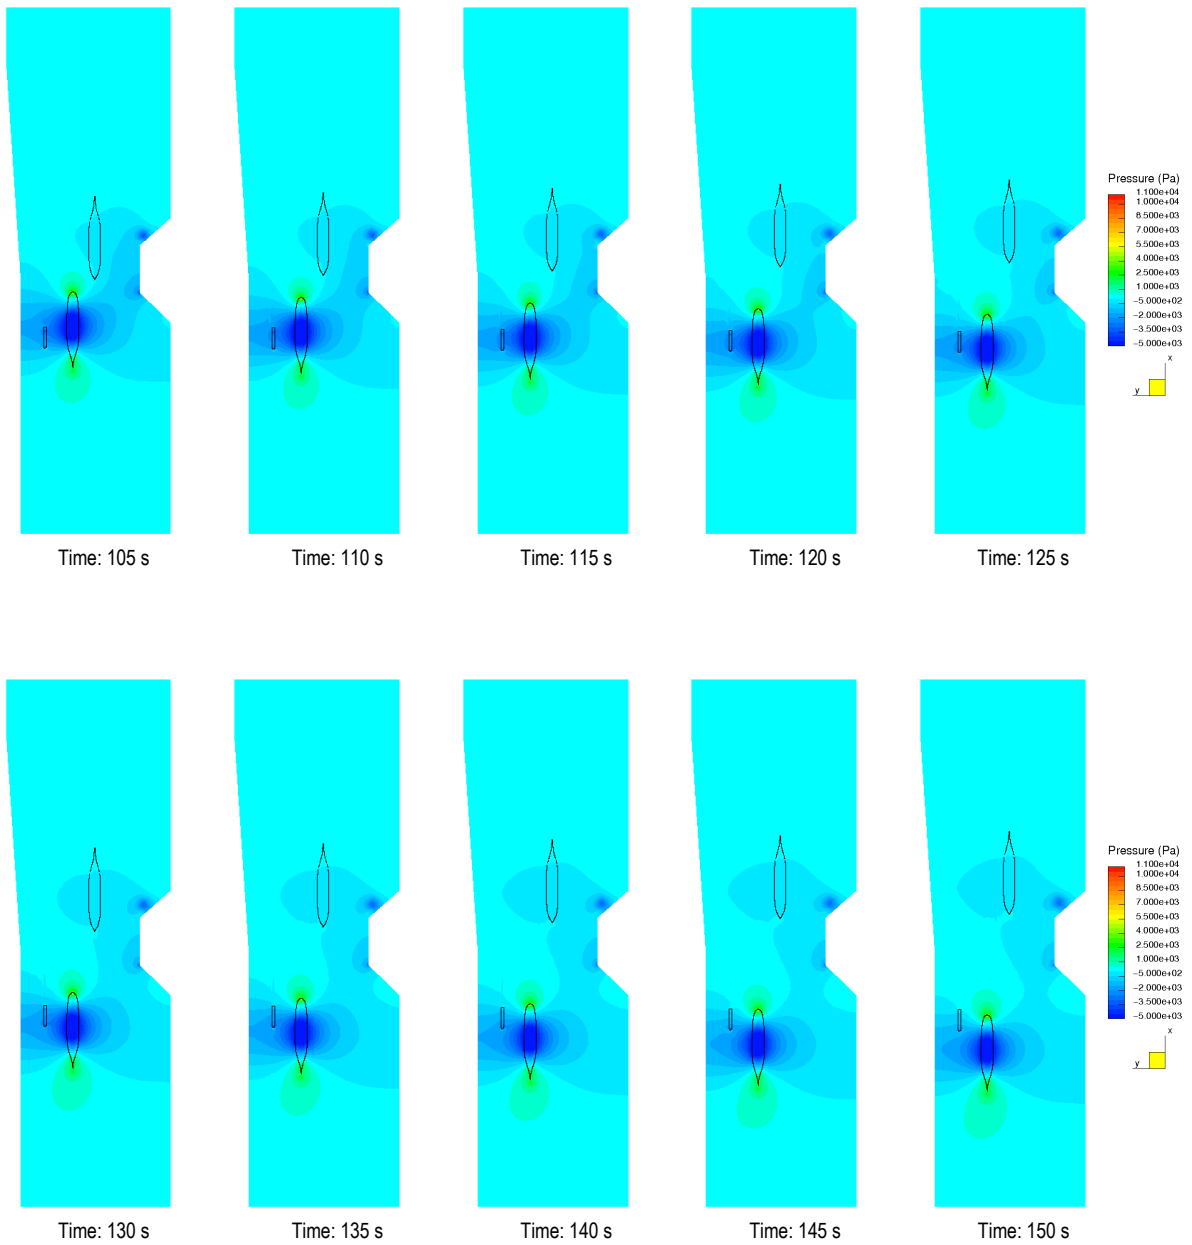 Pressure (Pa)
1.100e+04
1.000e+04
8.500e+03
7.000e+03
5.500e+03
4.000e+03
2.500e+03
1.000e+03
-5.000e+02
-2.000e+03
-3.500e+03
-5.000e+03
x
y
Time: 105 s
Time: 110 s
Time: 115 s
Time: 120 s
Time: 125 s
Pressure (Pa)
1.100e+04
1.000e+04
8.500e+03
7.000e+03
5.500e+03
4.000e+03
2.500e+03
1.000e+03
-5.000e+02
-2.000e+03
-3.500e+03
-5.000e+03
x
y
Time: 130 s
Time: 135 s
Time: 140 s
Time: 145 s
Time: 150 s